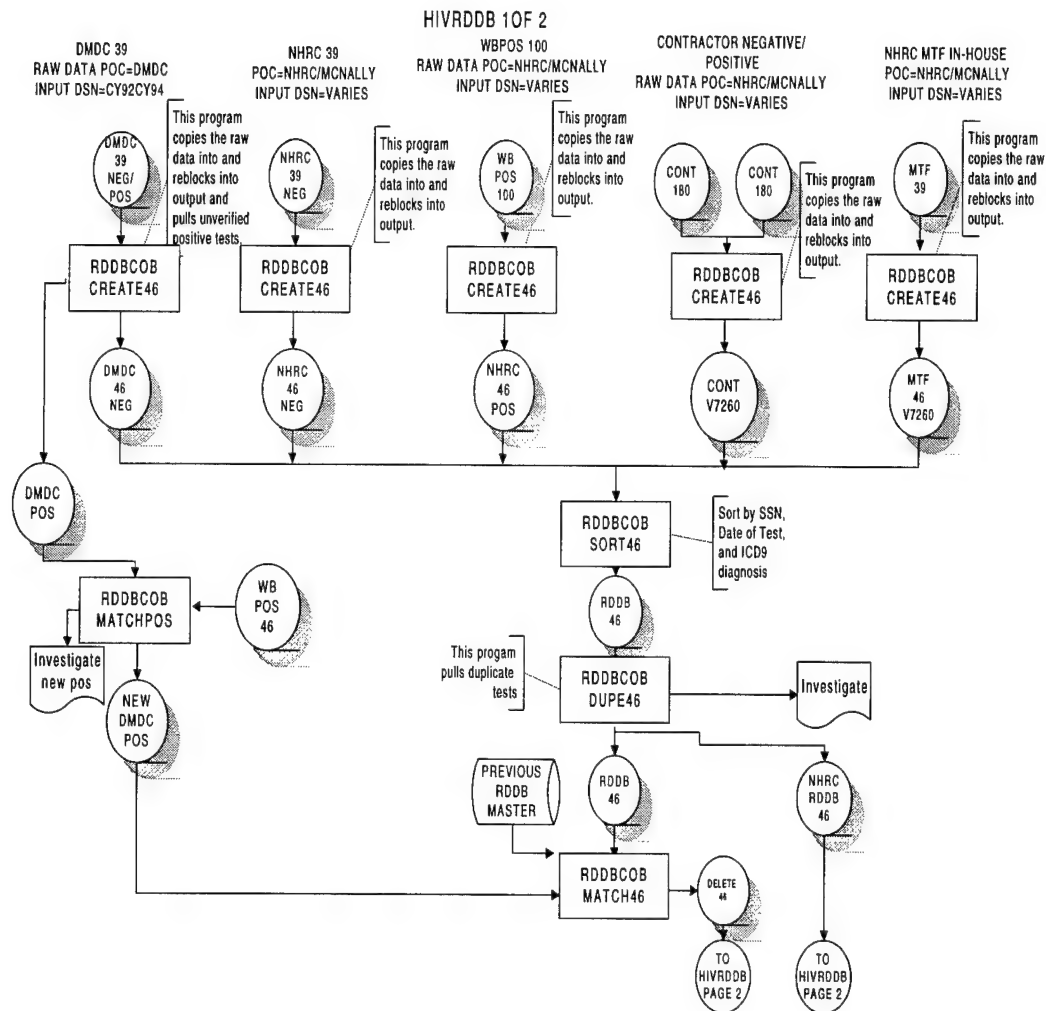 HIVRDDB 1OF 2
DMDC 39
RAW DATA POC=DMDC
INPUT DSN=CY92CY94
NHRC 39
POC=NHRC/MCNALLY
INPUT DSN=VARIES
WBPOS 100
RAW DATA POC=NHRC/MCNALLY
INPUT DSN=VARIES
CONTRACTOR NEGATIVE/
POSITIVE
RAW DATA POC=NHRC/MCNALLY
INPUT DSN=VARIES
NHRC MTF IN-HOUSE
POC=NHRC/MCNALLY
INPUT DSN=VARIES
DMDC
39
NEG/
POS
This program
copies the raw
data into and
reblocks into
output and
pulls unverified
positive tests.
NHRC
39
NEG
This program
copies the raw
data into and
reblocks into
output.
WB
POS
100
This program
copies the raw
data into and
reblocks into
output.
CONT
180
CONT
180
This program
copies the raw
data into and
reblocks into
output.
MTF
39
This program
copies the raw
data into and
reblocks into
output.
RDDBCOB
CREATE46
RDDBCOB
CREATE46
RDDBCOB
CREATE46
RDDBCOB
CREATE46
RDDBCOB
CREATE46
DMDC
46
NEG
NHRC
46
NEG
NHRC
46
POS
CONT
V7260
MTF
46
V7260
DMDC
POS
RDDBCOB
SORT46
Sort by SSN,
Date of Test,
and ICD9
diagnosis
RDDBCOB
MATCHPOS
WB
POS
46
RDDB
46
Investigate
new pos
NEW
DMDC
POS
This progam
pulls duplicate
tests
RDDBCOB
DUPE46
Investigate
PREVIOUS
RDDB
MASTER
RDDB
46
NHRC
RDDB
46
RDDBCOB
MATCH46
DELETE
46
TO
HIVRDDB
PAGE 2
TO
HIVRDDB
PAGE 2